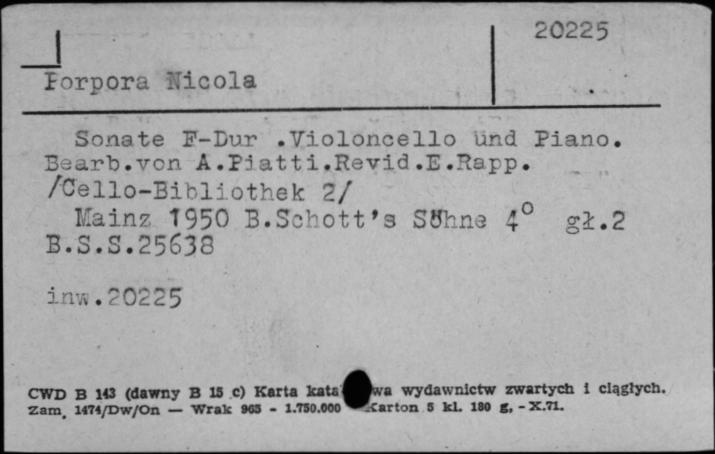 20225
Porpora Nicola
Sonate F-Dur .Violoncello und Piano.
Bearb.von A.Piatti.Revid.E.Rapp.
/Cello-Bibliothek 2/
Mainz 1950 B.Schott's Söhne 4° gł.2
B.S.S.25638
inw.20225
CWD B 143 (dawny B 15 c) Karta kata wa wydawnictw zwartych i ciągłych.
Zam. 1474/Dw/On — Wrak 965 - 1.750.000 Karton 5 kl. 180 g, - X.71.